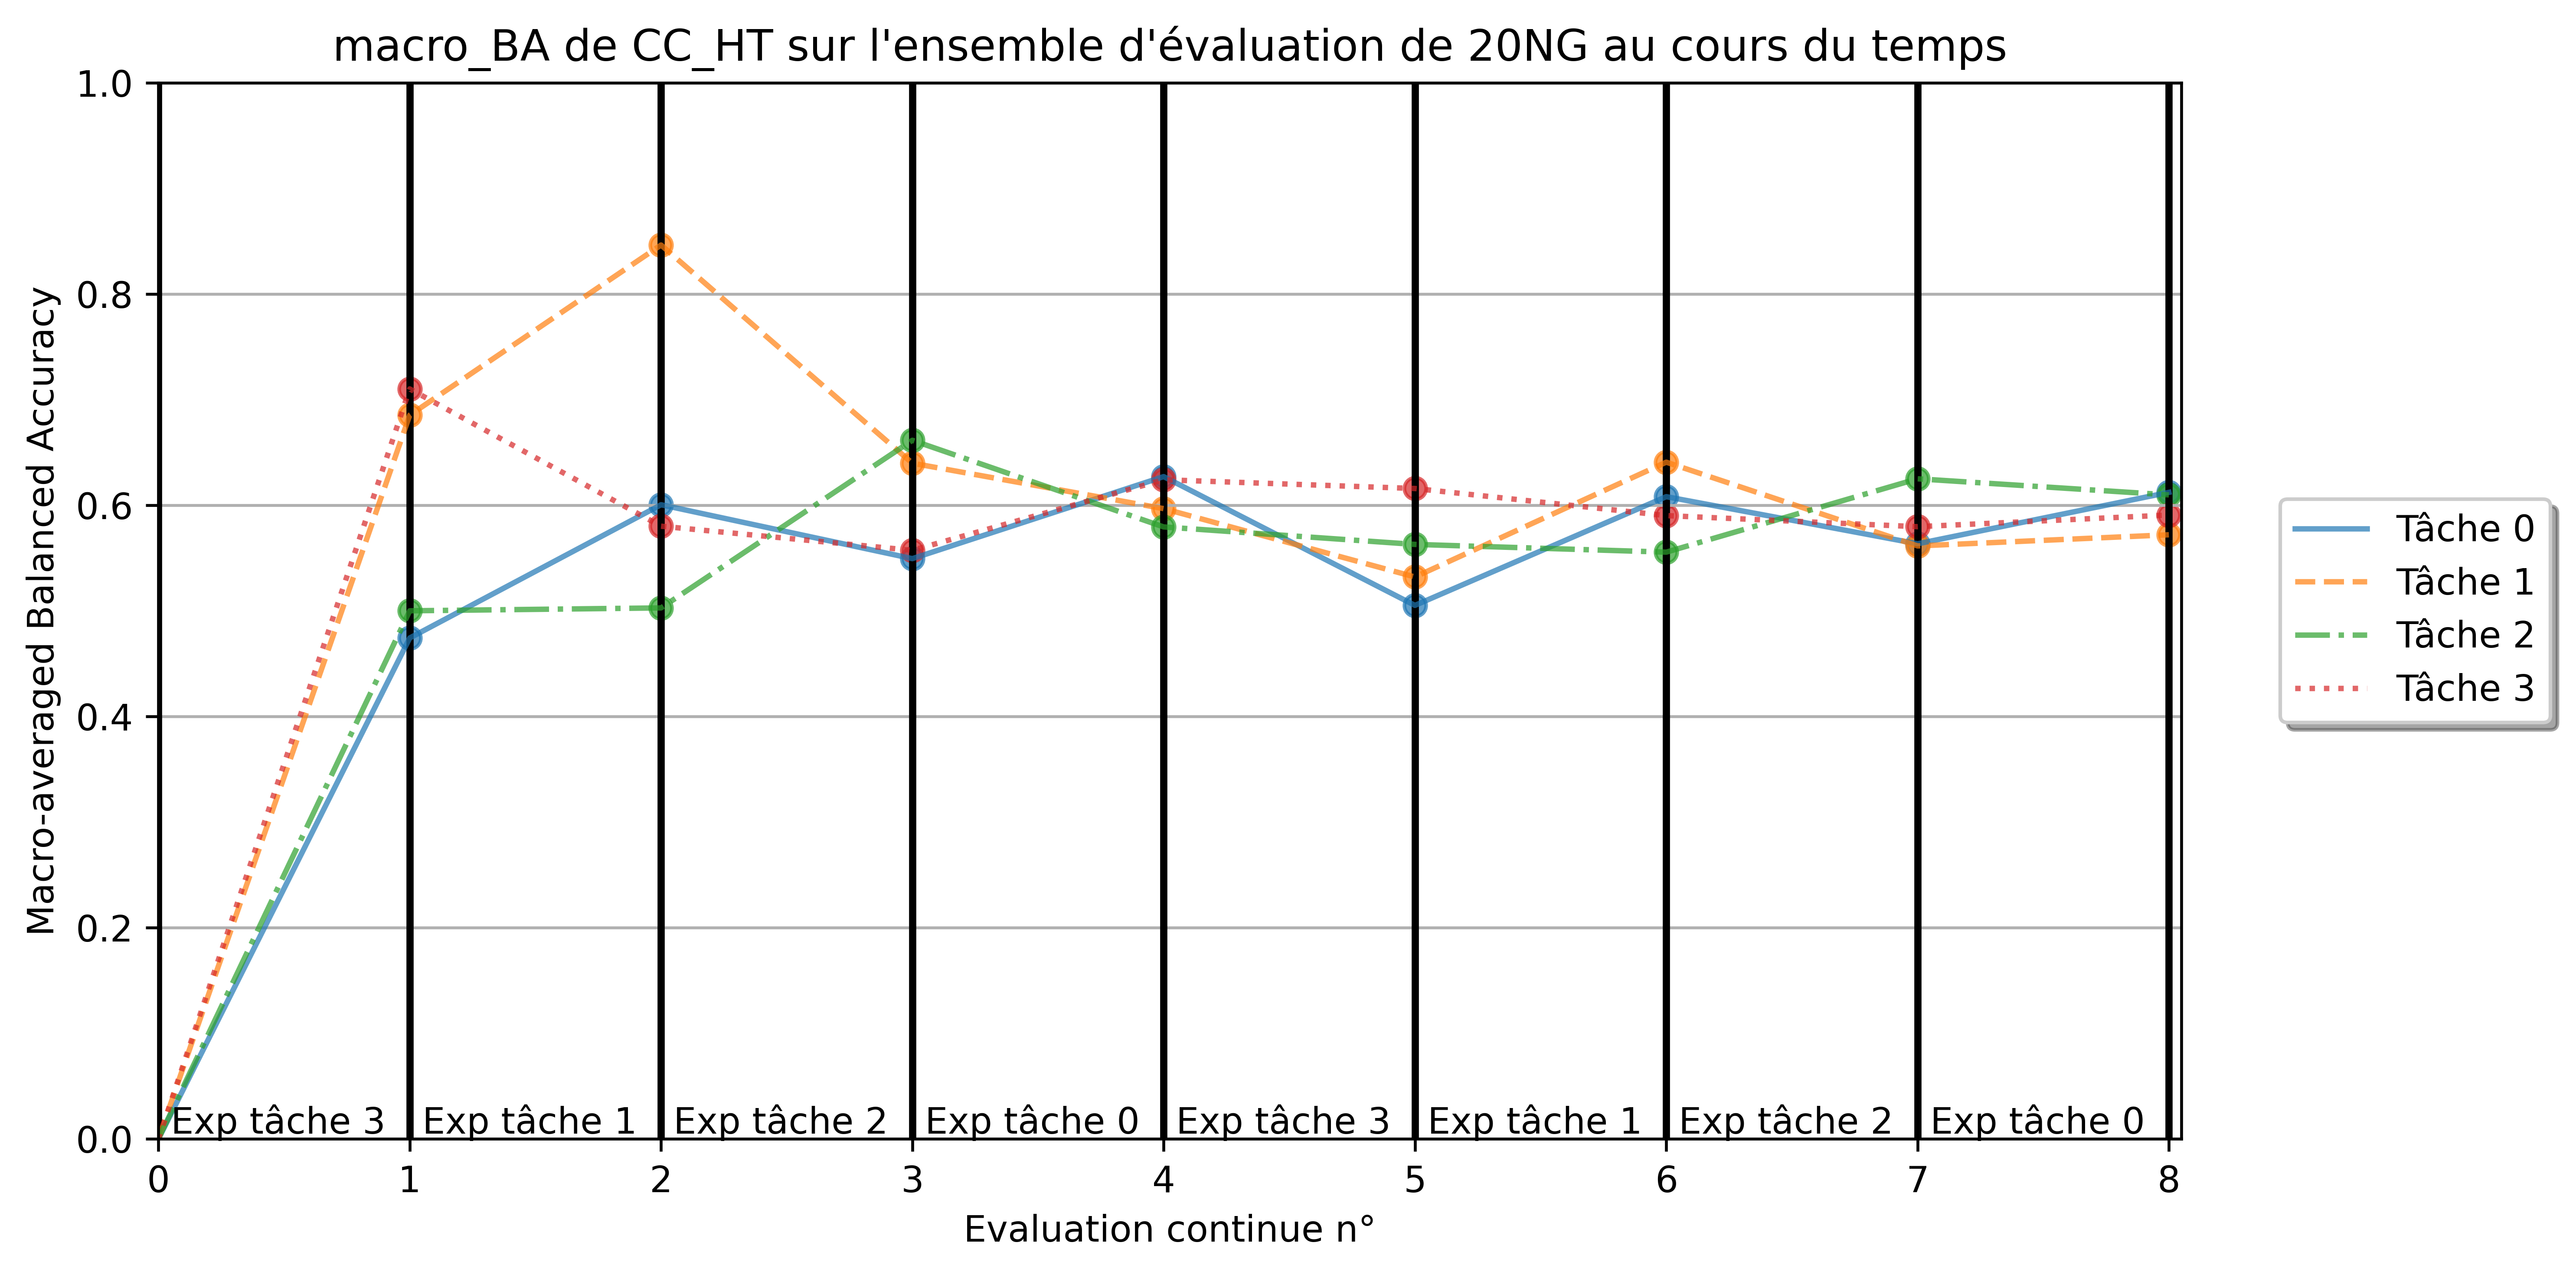 macro_BA de CC_HT sur l'ensemble d'évaluation de 20NG au cours du temps
Macro-averaged Balanced Accuracy
1.0
0.8
0.6
0.4
0.2
0.0
Exp tâche 3 Exp tâche 1 Exp tâche 2 Exp tâche 0 Exp tâche 3 Exp tâche 1 Exp tâche 2 Exp tâche 0
0 1 2 3 4 5 6 7 8
Evaluation continue n°
Tâche 0
Tâche 1
Tâche 2
Tâche 3